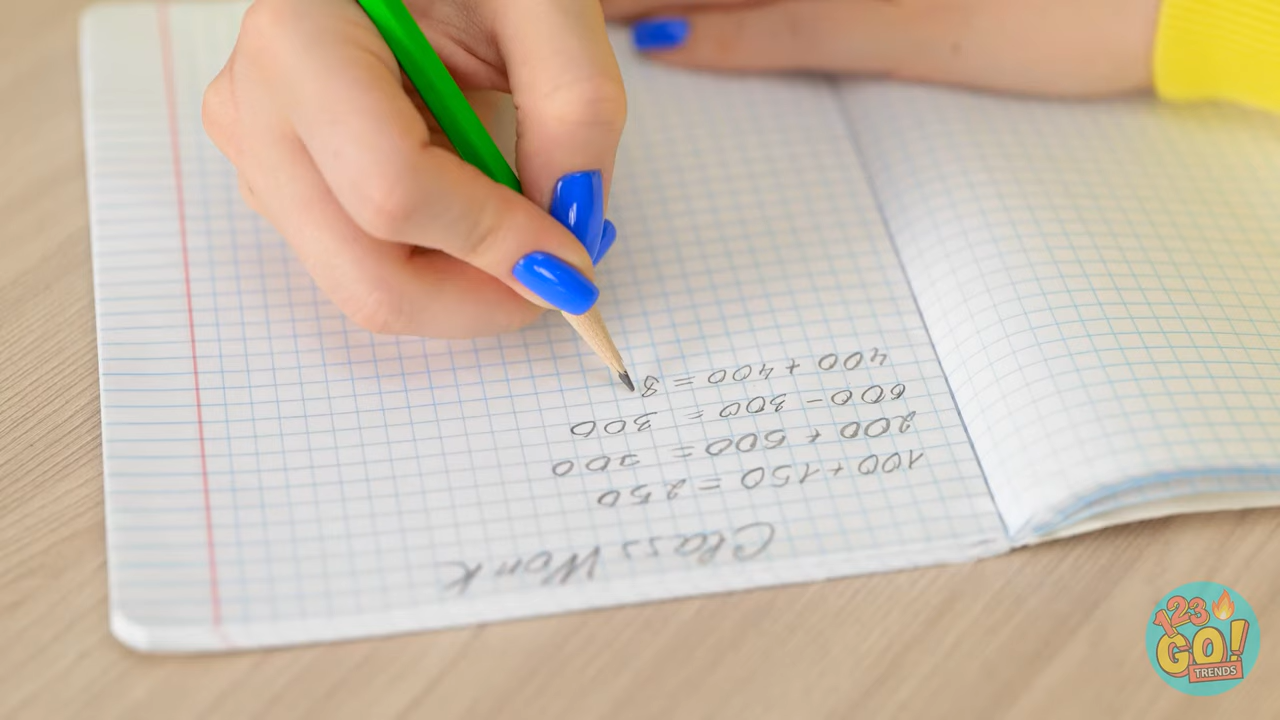 Class Work
100 + 150 = 250
200 + 500 = 700
600 - 300 = 300
400 + 400 = 8
123
GO!
TRENDS